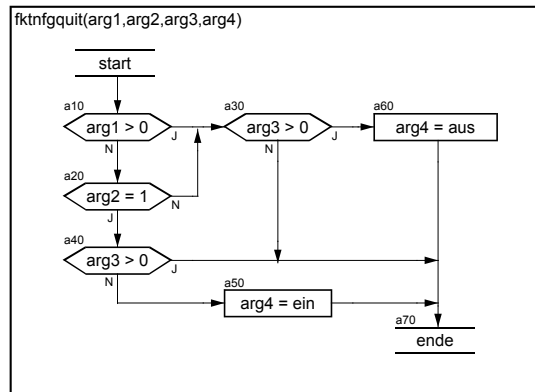 fktnfgquit(arg1,arg2,arg3,arg4)
start
a10
arg1 > 0
J
N
a30
arg3 > 0
J
N
a60
arg4 = aus
a20
arg2 = 1
N
J
a40
arg3 > 0
J
N
a50
arg4 = ein
a70
ende